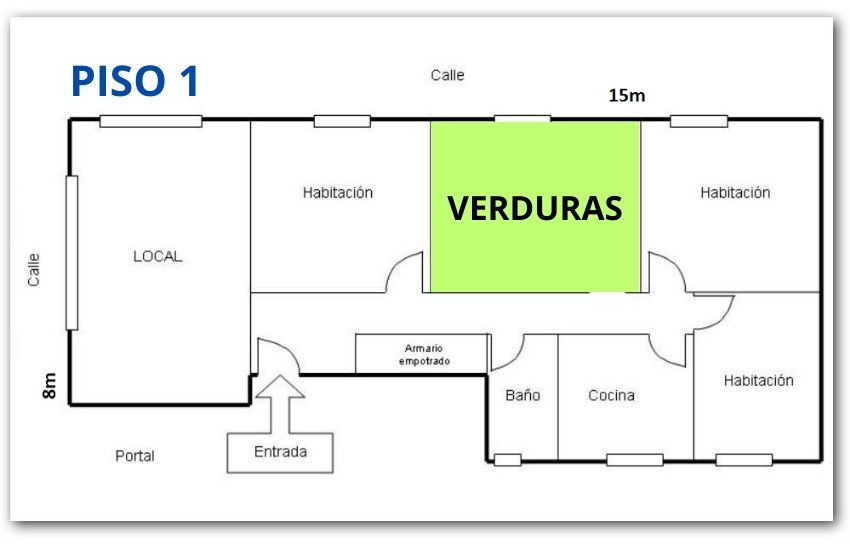 PISO 1
Calle
15m
Habitación
VERDURAS
Habitación
LOCAL
Calle
Armario
empotrado
8m
Baño
Cocina
Habitación
Portal
Entrada